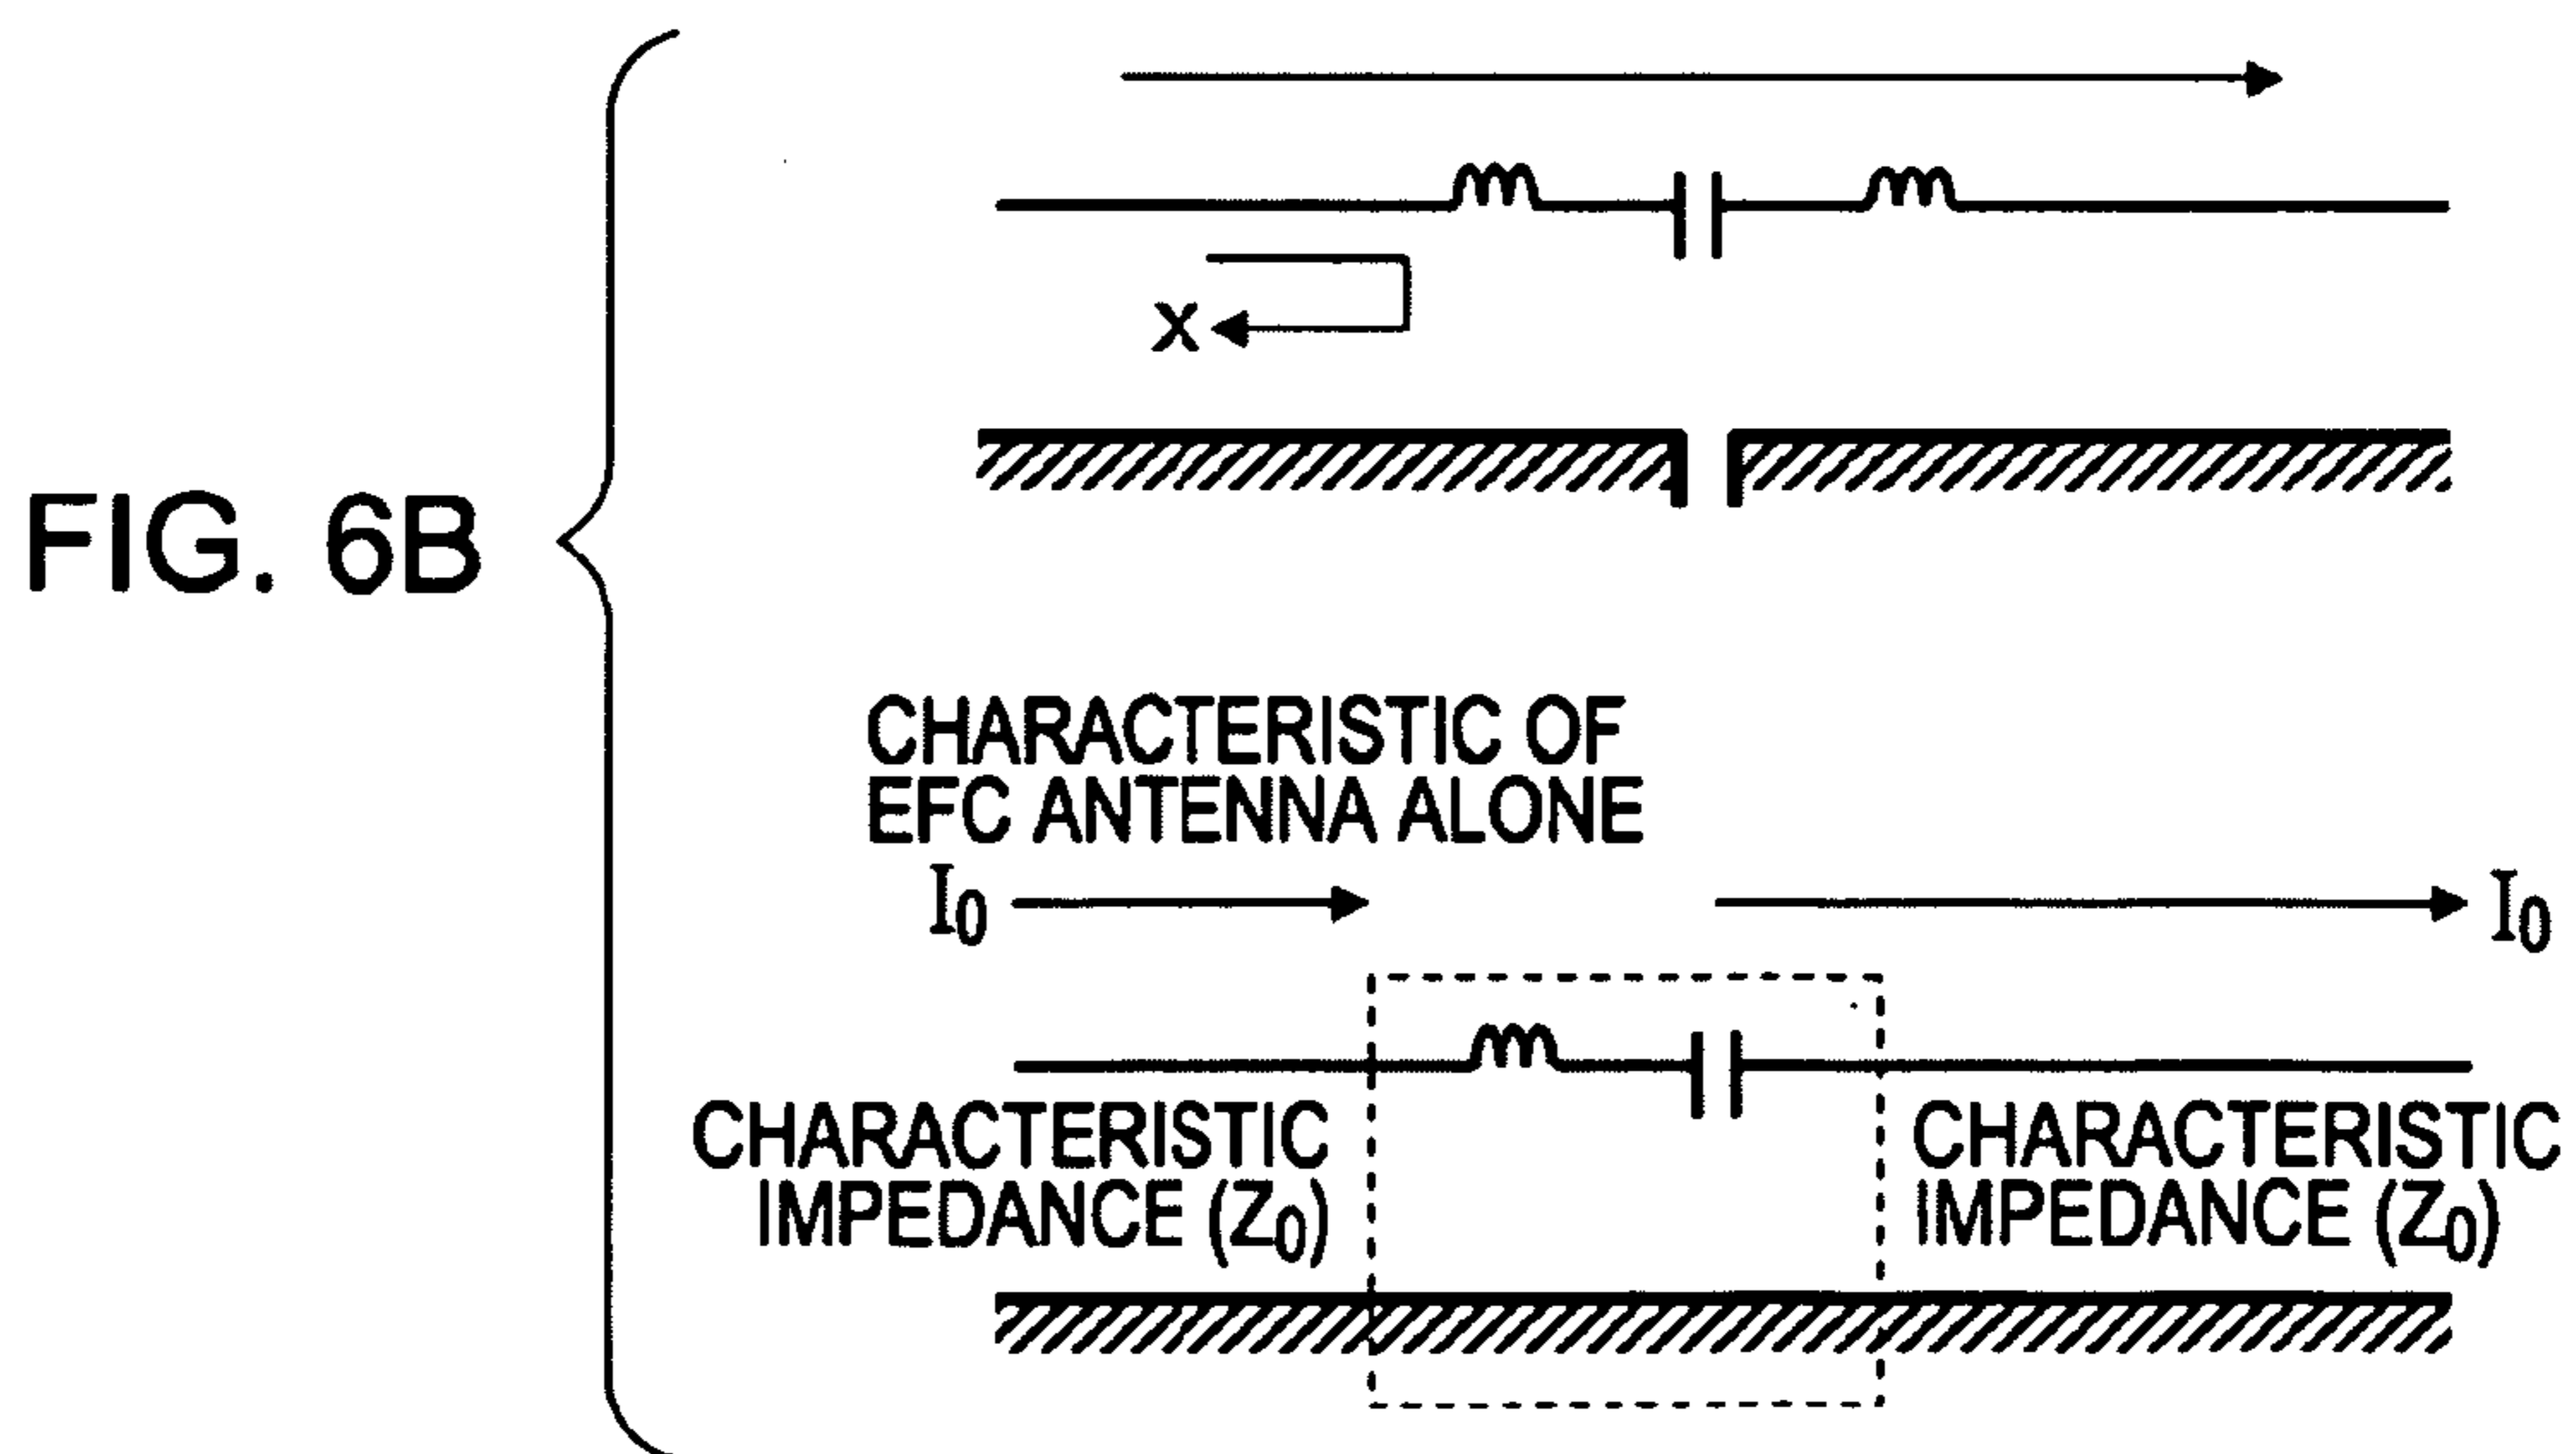 FIG. 6B
X
CHARACTERISTIC OF
EFC ANTENNA ALONE
I₀
I₀
CHARACTERISTIC
IMPEDANCE (Z₀)
CHARACTERISTIC
IMPEDANCE (Z₀)